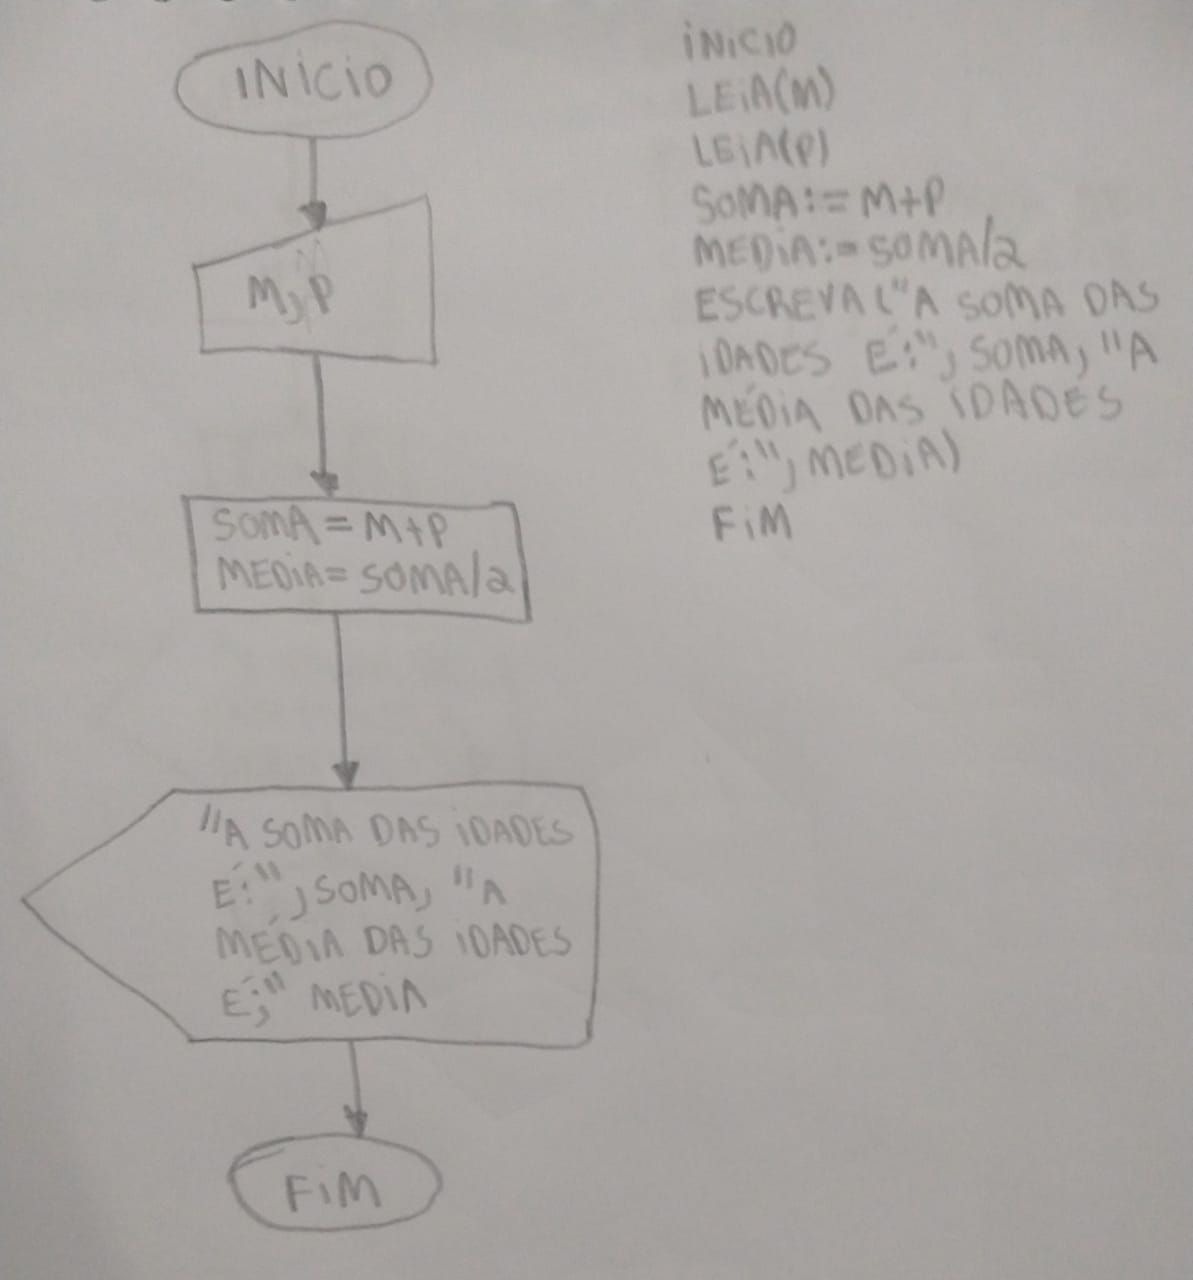 INICIO
M, P
SOMA = M+P
MEDIA= SOMA/2
"A SOMA DAS IDADES
É:", SOMA, "A
MÉDIA DAS IDADES
É;" MEDIA
FIM
INICIO
LEIA(M)
LEIA(P)
SOMA:= M+P
MEDIA:= SOMA/2
ESCREVA("A SOMA DAS
IDADES É:", SOMA, "A
MÉDIA DAS IDADES
É:", MEDIA)
FIM